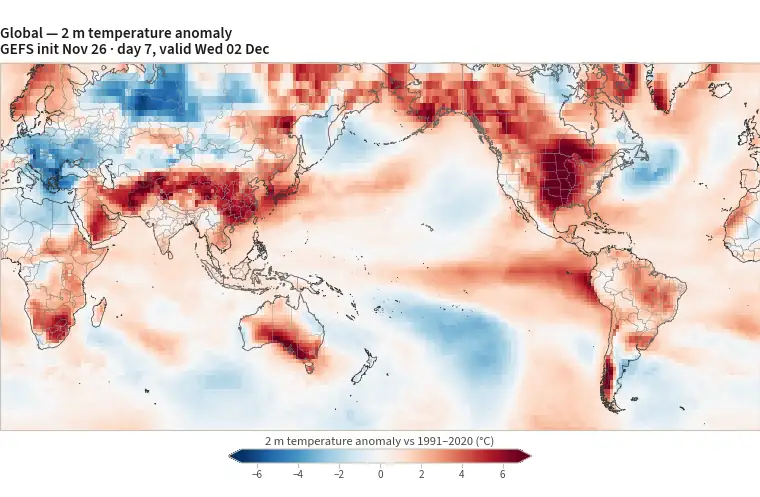 Global — 2 m temperature anomaly
GEFS init Nov 26 · day 7, valid Wed 02 Dec
2 m temperature anomaly vs 1991–2020 (°C)
−6 −4 −2 0 2 4 6